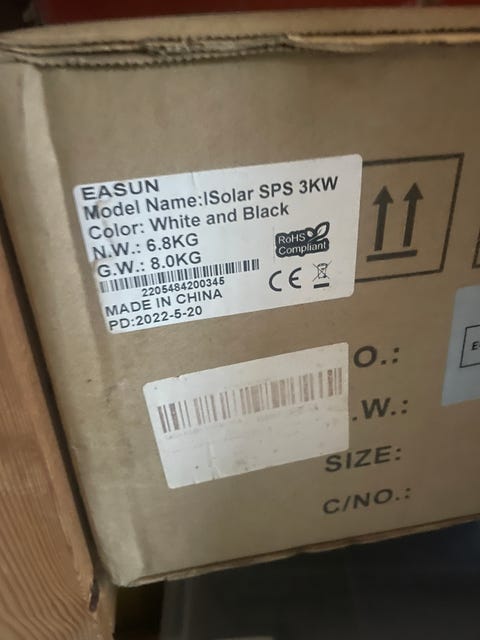 EASUN
Model Name:ISolar SPS 3KW
Color: White and Black
N.W.: 6.8KG
G.W.: 8.0KG
RoHS
Compliant
CE
2205484200345
MADE IN CHINA
PD:2022-5-20
O.:
.W.:
SIZE:
C/NO.: